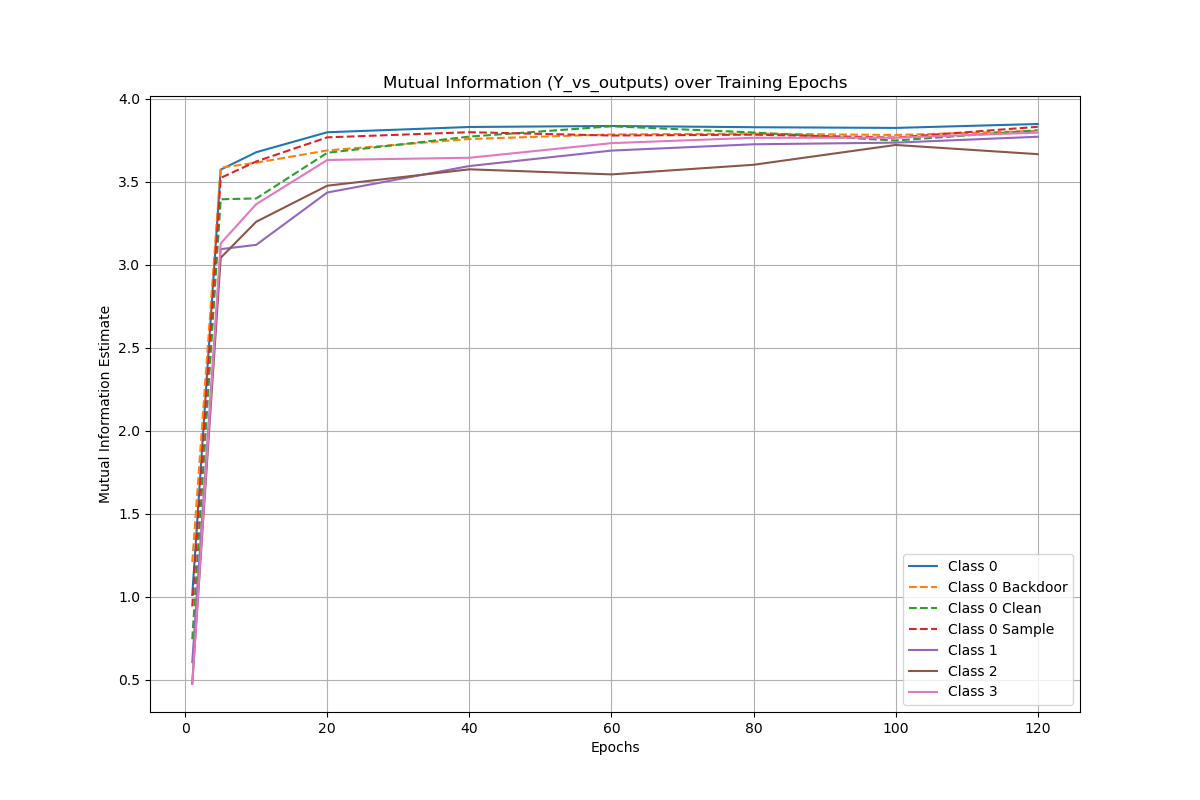 Mutual Information (Y_vs_outputs) over Training Epochs
Mutual Information Estimate
4.0
3.5
3.0
2.5
2.0
1.5
1.0
0.5
Class 0
Class 0 Backdoor
Class 0 Clean
Class 0 Sample
Class 1
Class 2
Class 3
0 20 40 60 80 100 120
Epochs